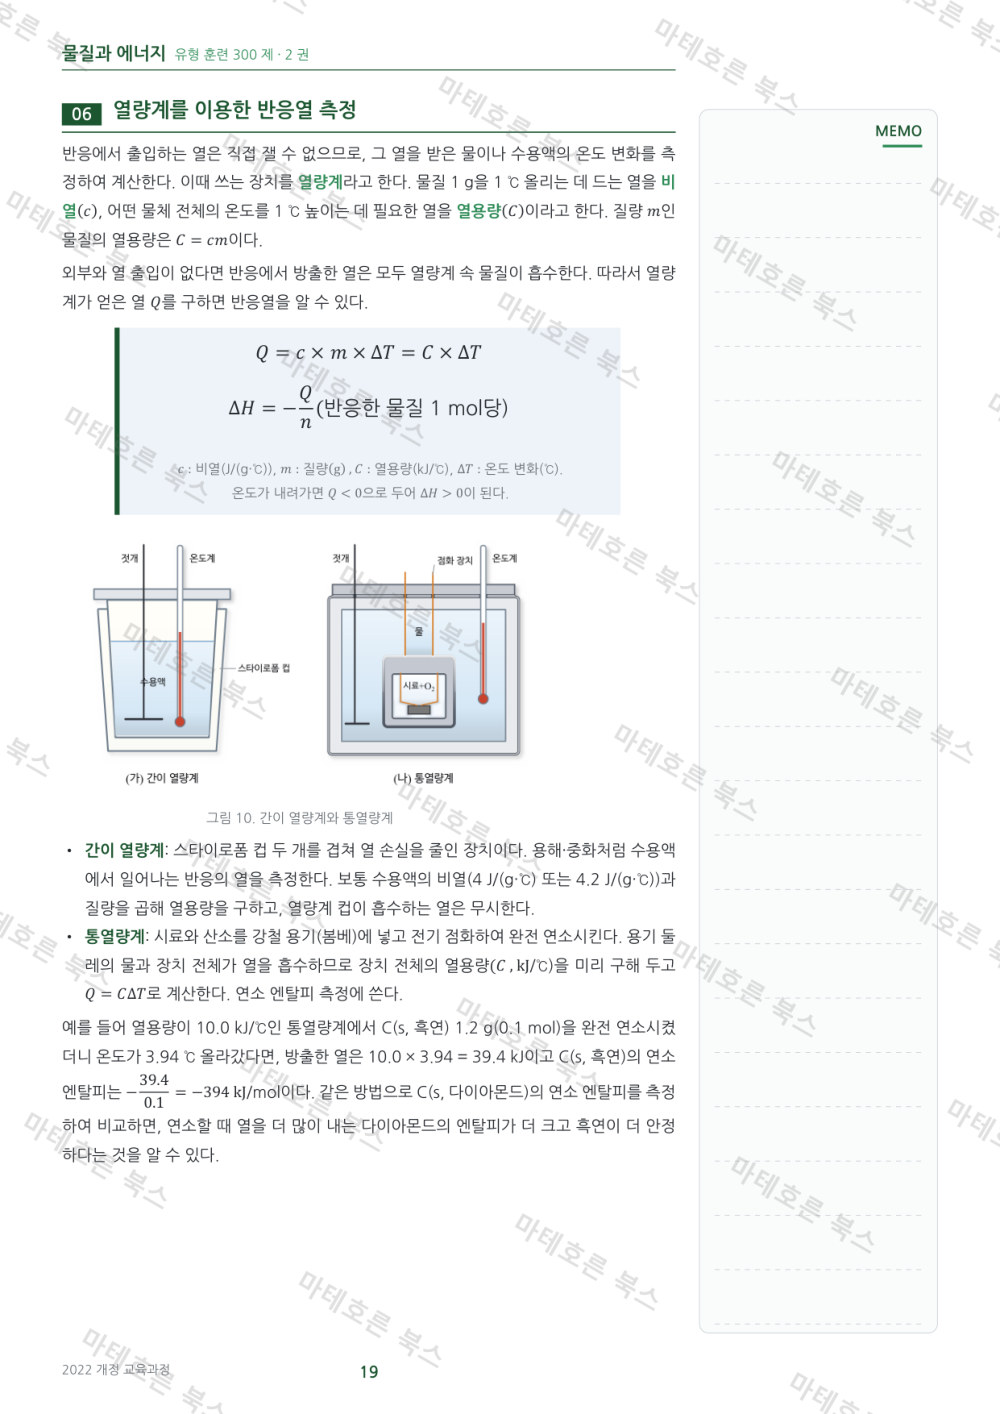 물질과 에너지 유형 훈련 300 제 · 2 권
06 열량계를 이용한 반응열 측정
MEMO
반응에서 출입하는 열은 직접 잴 수 없으므로, 그 열을 받은 물이나 수용액의 온도 변화를 측
정하여 계산한다. 이때 쓰는 장치를 열량계라고 한다. 물질 1 g을 1 ℃ 올리는 데 드는 열을 비
열(c), 어떤 물체 전체의 온도를 1 ℃ 높이는 데 필요한 열을 열용량(C)이라고 한다. 질량 m인
물질의 열용량은 C = cm이다.
외부와 열 출입이 없다면 반응에서 방출한 열은 모두 열량계 속 물질이 흡수한다. 따라서 열량
계가 얻은 열 Q를 구하면 반응열을 알 수 있다.
Q = c × m × ΔT = C × ΔT
ΔH = −Q/n (반응한 물질 1 mol당)
c : 비열(J/(g·℃)), m : 질량(g) , C : 열용량(kJ/℃), ΔT : 온도 변화(℃).
온도가 내려가면 Q < 0으로 두어 ΔH > 0이 된다.
젓개 온도계
수용액
스타이로폼 컵
(가) 간이 열량계
젓개 점화 장치 온도계
물
시료+O₂
(나) 통열량계
그림 10. 간이 열량계와 통열량계
• 간이 열량계: 스타이로폼 컵 두 개를 겹쳐 열 손실을 줄인 장치이다. 용해·중화처럼 수용액
에서 일어나는 반응의 열을 측정한다. 보통 수용액의 비열(4 J/(g·℃) 또는 4.2 J/(g·℃))과
질량을 곱해 열용량을 구하고, 열량계 컵이 흡수하는 열은 무시한다.
• 통열량계: 시료와 산소를 강철 용기(봄베)에 넣고 전기 점화하여 완전 연소시킨다. 용기 둘
레의 물과 장치 전체가 열을 흡수하므로 장치 전체의 열용량(C , kJ/℃)을 미리 구해 두고
Q = CΔT로 계산한다. 연소 엔탈피 측정에 쓴다.
예를 들어 열용량이 10.0 kJ/℃인 통열량계에서 C(s, 흑연) 1.2 g(0.1 mol)을 완전 연소시켰
더니 온도가 3.94 ℃ 올라갔다면, 방출한 열은 10.0 × 3.94 = 39.4 kJ이고 C(s, 흑연)의 연소
엔탈피는 −39.4/0.1 = −394 kJ/mol이다. 같은 방법으로 C(s, 다이아몬드)의 연소 엔탈피를 측정
하여 비교하면, 연소할 때 열을 더 많이 내는 다이아몬드의 엔탈피가 더 크고 흑연이 더 안정
하다는 것을 알 수 있다.
2022 개정 교육과정
19
마테호른 북스